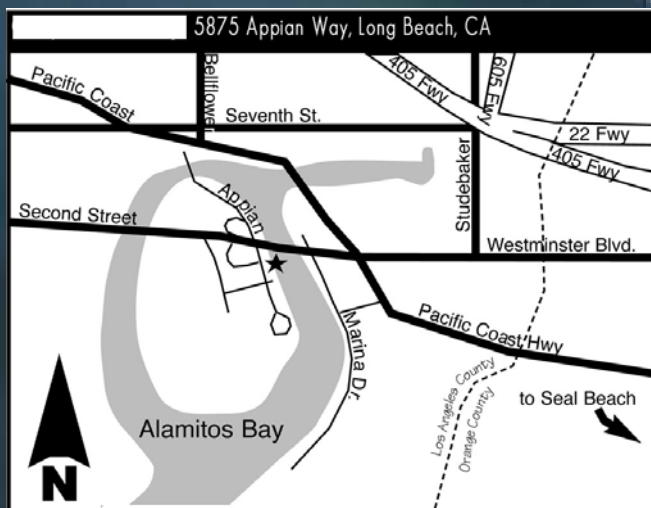 5875 Appian Way, Long Beach, CA
Pacific Coast
Bellflower
405 Fwy
605 Fwy
Seventh St.
22 Fwy
405 Fwy
Appian
Studebaker
Second Street
Westminster Blvd.
Marina Dr.
Pacific Coast Hwy
Los Angeles County
Orange County
to Seal Beach
Alamitos Bay
N